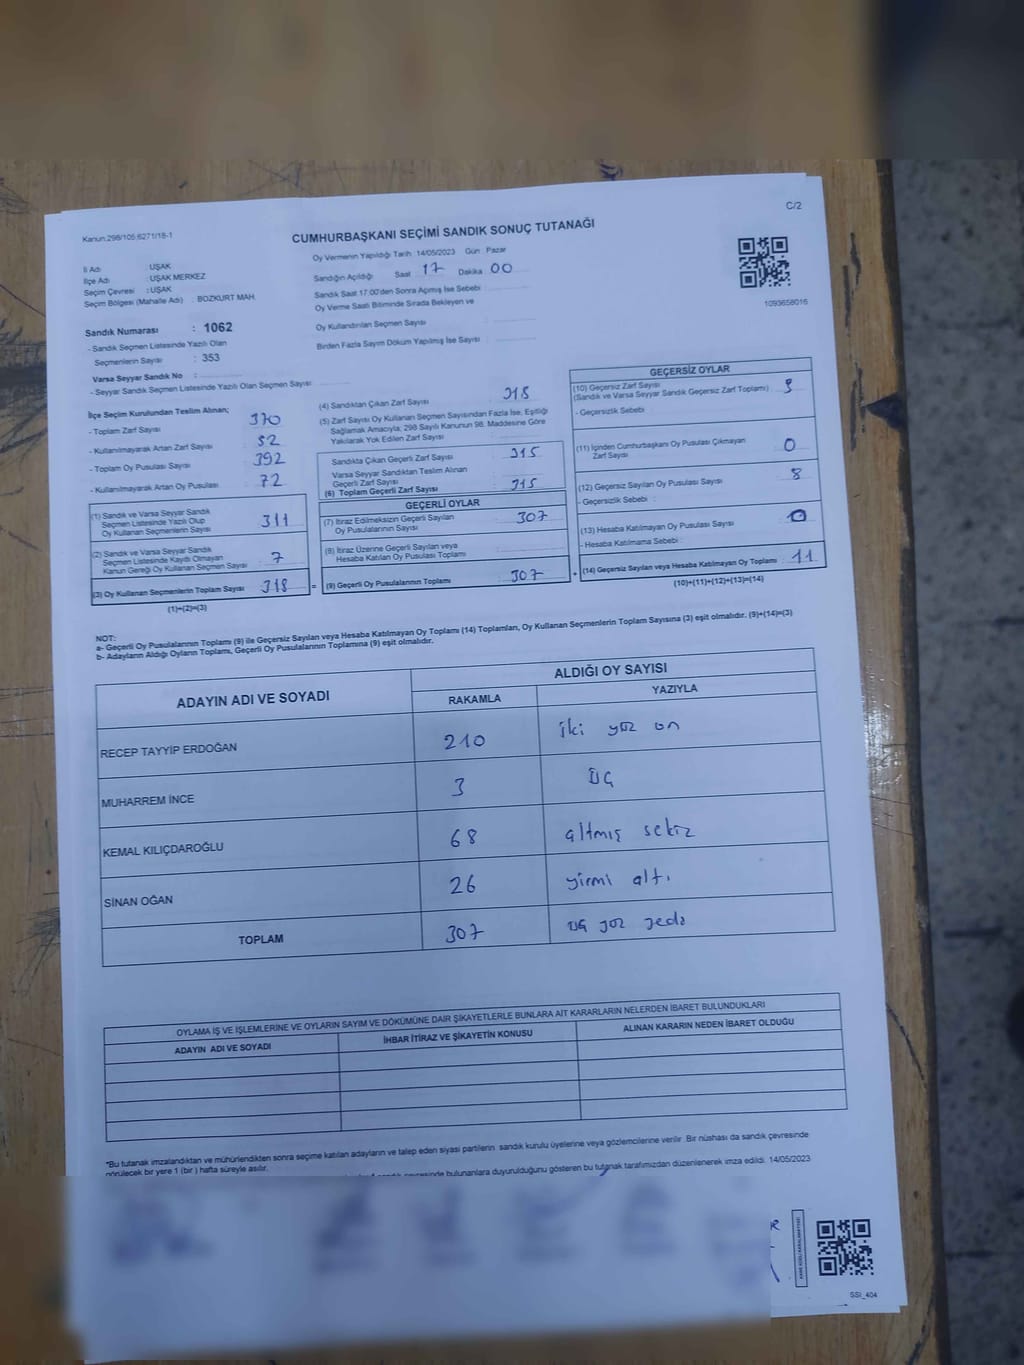 C/2
Kanun:298/105;6271/18-1
CUMHURBAŞKANI SEÇİMİ SANDIK SONUÇ TUTANAĞI
İl Adı : UŞAK
İlçe Adı : UŞAK MERKEZ
Seçim Çevresi : UŞAK
Seçim Bölgesi (Mahalle Adı) : BOZKURT MAH.
Oy Vermenin Yapıldığı Tarih :14/05/2023 Gün Pazar
Sandığın Açıldığı Saat 17 Dakika 00
Sandık Saat 17:00'den Sonra Açımış İse Sebebi :
Oy Verme Saati Bitiminde Sırada Bekleyen ve
Oy Kullandırılan Seçmen Sayısı :
Birden Fazla Sayım Döküm Yapılmış İse Sayısı :
1093658016
Sandık Numarası : 1062
- Sandık Seçmen Listesinde Yazılı Olan
Seçmenlerin Sayısı : 353
Varsa Seyyar Sandık No :
- Seyyar Sandık Seçmen Listesinde Yazılı Olan Seçmen Sayısı
İlçe Seçim Kurulundan Teslim Alınan;
- Toplam Zarf Sayısı 370
- Kullanılmayarak Artan Zarf Sayısı 52
- Toplam Oy Pusulası Sayısı 392
- Kullanılmayarak Artan Oy Pusulası 72
(1) Sandık ve Varsa Seyyar Sandık
Seçmen Listesinde Yazılı Olup
Oy Kullanan Seçmenlerin Sayısı 311
(2) Sandık ve Varsa Seyyar Sandık
Seçmen Listesinde Kayıtlı Olmayan
Kanun Gereği Oy Kullanan Seçmen Sayısı 7
(3) Oy Kullanan Seçmenlerin Toplam Sayısı 318
(1)+(2)=(3)
(4) Sandıktan Çıkan Zarf Sayısı 318
(5) Zarf Sayısı Oy Kullanan Seçmen Sayısından Fazla İse, Eşitliği
Sağlamak Amacıyla; 298 Sayılı Kanunun 98. Maddesine Göre
Yakılarak Yok Edilen Zarf Sayısı
Sandıkta Çıkan Geçerli Zarf Sayısı 315
Varsa Seyyar Sandıktan Teslim Alınan
Geçerli Zarf Sayısı
(6) Toplam Geçerli Zarf Sayısı 315
GEÇERLİ OYLAR
(7) İtiraz Edilmeksizin Geçerli Sayılan
Oy Pusulalarının Sayısı 307
(8) İtiraz Üzerine Geçerli Sayılan veya
Hesaba Katılan Oy Pusulası Toplamı
= (9) Geçerli Oy Pusulalarının Toplamı 307
GEÇERSİZ OYLAR
(10) Geçersiz Zarf Sayısı
(Sandık ve Varsa Seyyar Sandık Geçersiz Zarf Toplamı) 3
- Geçersizlik Sebebi :
(11) İçinden Cumhurbaşkanı Oy Pusulası Çıkmayan
Zarf Sayısı 0
(12) Geçersiz Sayılan Oy Pusulası Sayısı 8
- Geçersizlik Sebebi :
(13) Hesaba Katılmayan Oy Pusulası Sayısı 0
- Hesaba Katılmama Sebebi :
+ (14) Geçersiz Sayılan veya Hesaba Katılmayan Oy Toplamı 11
(10)+(11)+(12)+(13)=(14)
NOT:
a- Geçerli Oy Pusulalarının Toplamı (9) ile Geçersiz Sayılan veya Hesaba Katılmayan Oy Toplamı (14) Toplamları, Oy Kullanan Seçmenlerin Toplam Sayısına (3) eşit olmalıdır. (9)+(14)=(3)
b- Adayların Aldığı Oyların Toplamı, Geçerli Oy Pusulalarının Toplamına (9) eşit olmalıdır.
ADAYIN ADI VE SOYADI ALDIĞI OY SAYISI
RAKAMLA YAZIYLA
RECEP TAYYİP ERDOĞAN 210 iki yüz on
MUHARREM İNCE 3 üç
KEMAL KILIÇDAROĞLU 68 altmış sekiz
SİNAN OĞAN 26 yirmi altı
TOPLAM 307 üç yüz yedi
OYLAMA İŞ VE İŞLEMLERİNE VE OYLARIN SAYIM VE DÖKÜMÜNE DAİR ŞİKAYETLERLE BUNLARA AİT KARARLARIN NELERDEN İBARET BULUNDUKLARI
ADAYIN ADI VE SOYADI İHBAR İTİRAZ VE ŞİKAYETİN KONUSU ALINAN KARARIN NEDEN İBARET OLDUĞU
*Bu tutanak imzalandıktan ve mühürlendikten sonra seçime katılan adayların ve talep eden siyasi partilerin sandık kurulu üyelerine veya gözlemcilerine verilir. Bir nüshası da sandık çevresinde
görülecek bir yere 1 (bir ) hafta süreyle asılır.
sandık çevresinde bulunanlara duyurulduğunu gösteren bu tutanak tarafımızdan düzenlenerek imza edildi. 14/05/2023
SSI_404